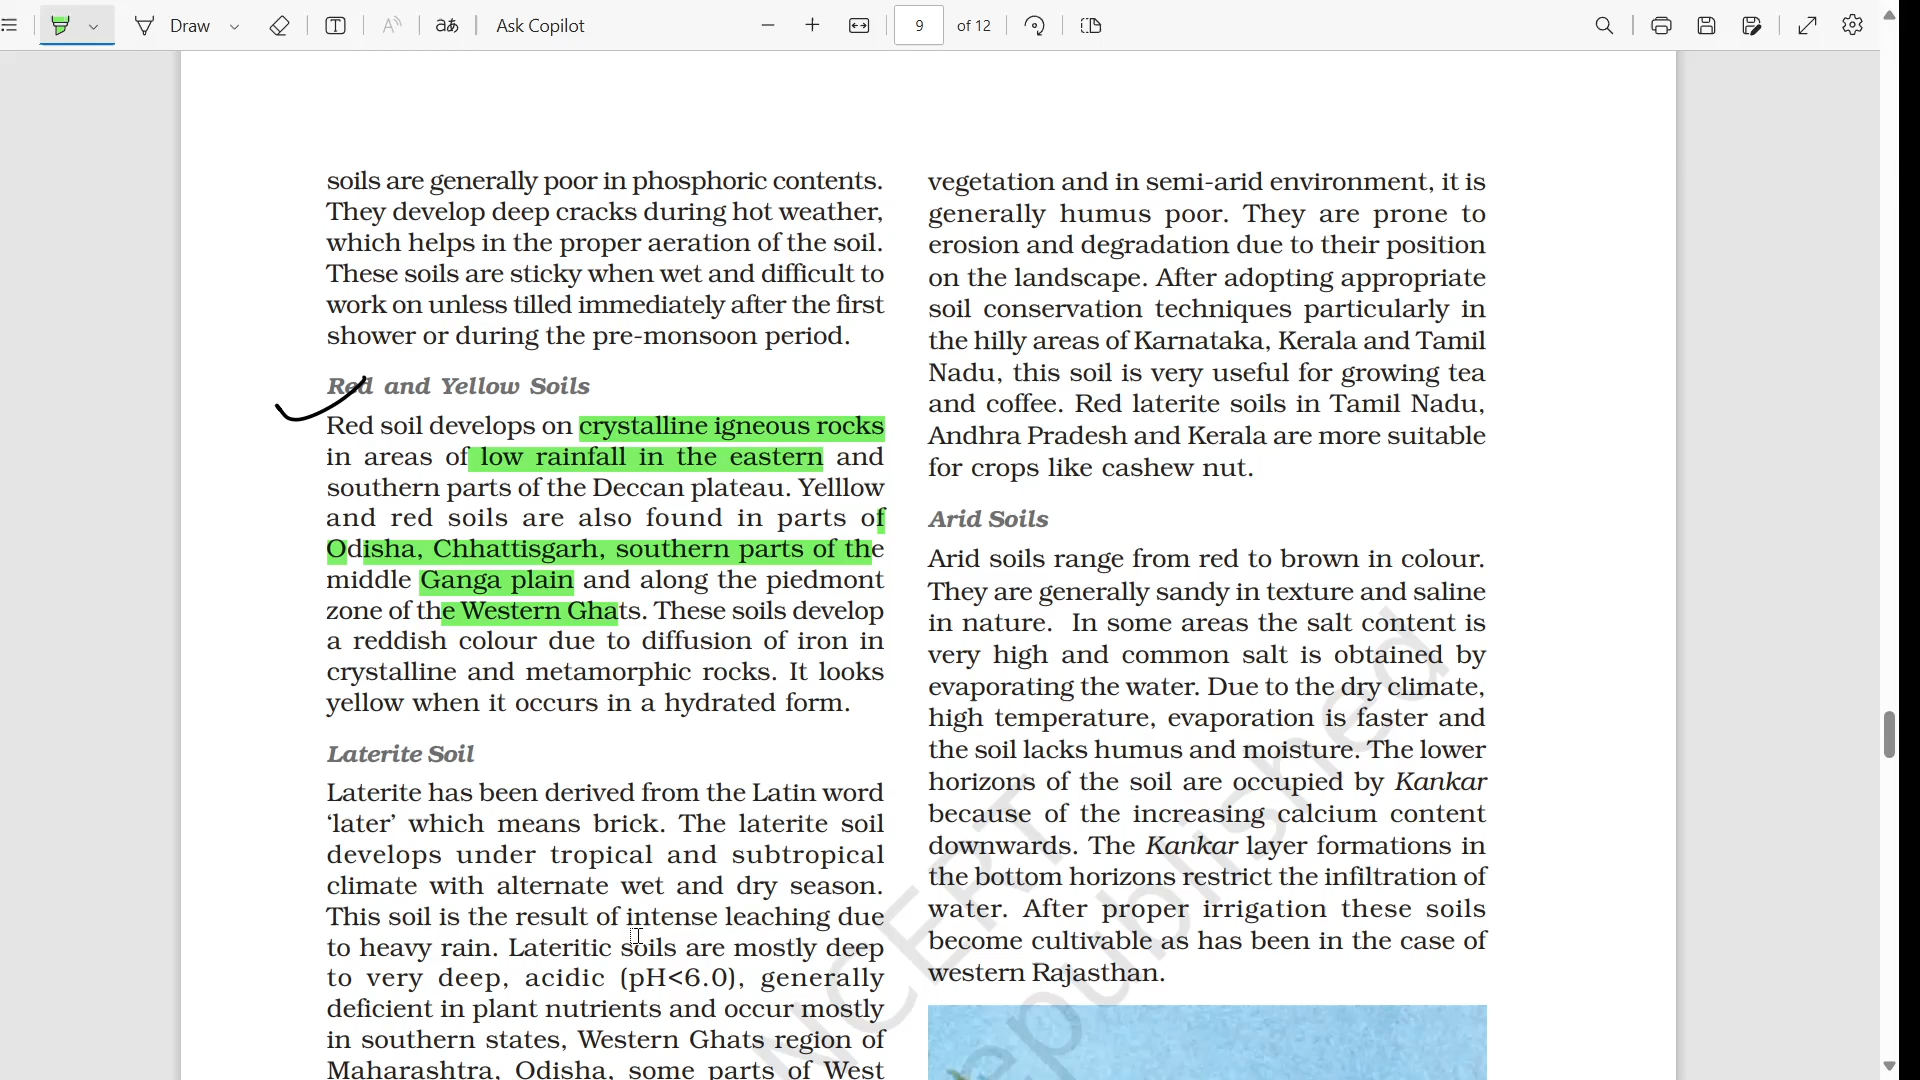 Draw
Ask Copilot
9 of 12
soils are generally poor in phosphoric contents.
They develop deep cracks during hot weather,
which helps in the proper aeration of the soil.
These soils are sticky when wet and difficult to
work on unless tilled immediately after the first
shower or during the pre-monsoon period.
Red and Yellow Soils
Red soil develops on crystalline igneous rocks
in areas of low rainfall in the eastern and
southern parts of the Deccan plateau. Yelllow
and red soils are also found in parts of
Odisha, Chhattisgarh, southern parts of the
middle Ganga plain and along the piedmont
zone of the Western Ghats. These soils develop
a reddish colour due to diffusion of iron in
crystalline and metamorphic rocks. It looks
yellow when it occurs in a hydrated form.
Laterite Soil
Laterite has been derived from the Latin word
‘later’ which means brick. The laterite soil
develops under tropical and subtropical
climate with alternate wet and dry season.
This soil is the result of intense leaching due
to heavy rain. Lateritic soils are mostly deep
to very deep, acidic (pH<6.0), generally
deficient in plant nutrients and occur mostly
in southern states, Western Ghats region of
Maharashtra, Odisha, some parts of West
vegetation and in semi-arid environment, it is
generally humus poor. They are prone to
erosion and degradation due to their position
on the landscape. After adopting appropriate
soil conservation techniques particularly in
the hilly areas of Karnataka, Kerala and Tamil
Nadu, this soil is very useful for growing tea
and coffee. Red laterite soils in Tamil Nadu,
Andhra Pradesh and Kerala are more suitable
for crops like cashew nut.
Arid Soils
Arid soils range from red to brown in colour.
They are generally sandy in texture and saline
in nature. In some areas the salt content is
very high and common salt is obtained by
evaporating the water. Due to the dry climate,
high temperature, evaporation is faster and
the soil lacks humus and moisture. The lower
horizons of the soil are occupied by Kankar
because of the increasing calcium content
downwards. The Kankar layer formations in
the bottom horizons restrict the infiltration of
water. After proper irrigation these soils
become cultivable as has been in the case of
western Rajasthan.
NCERT
epublished